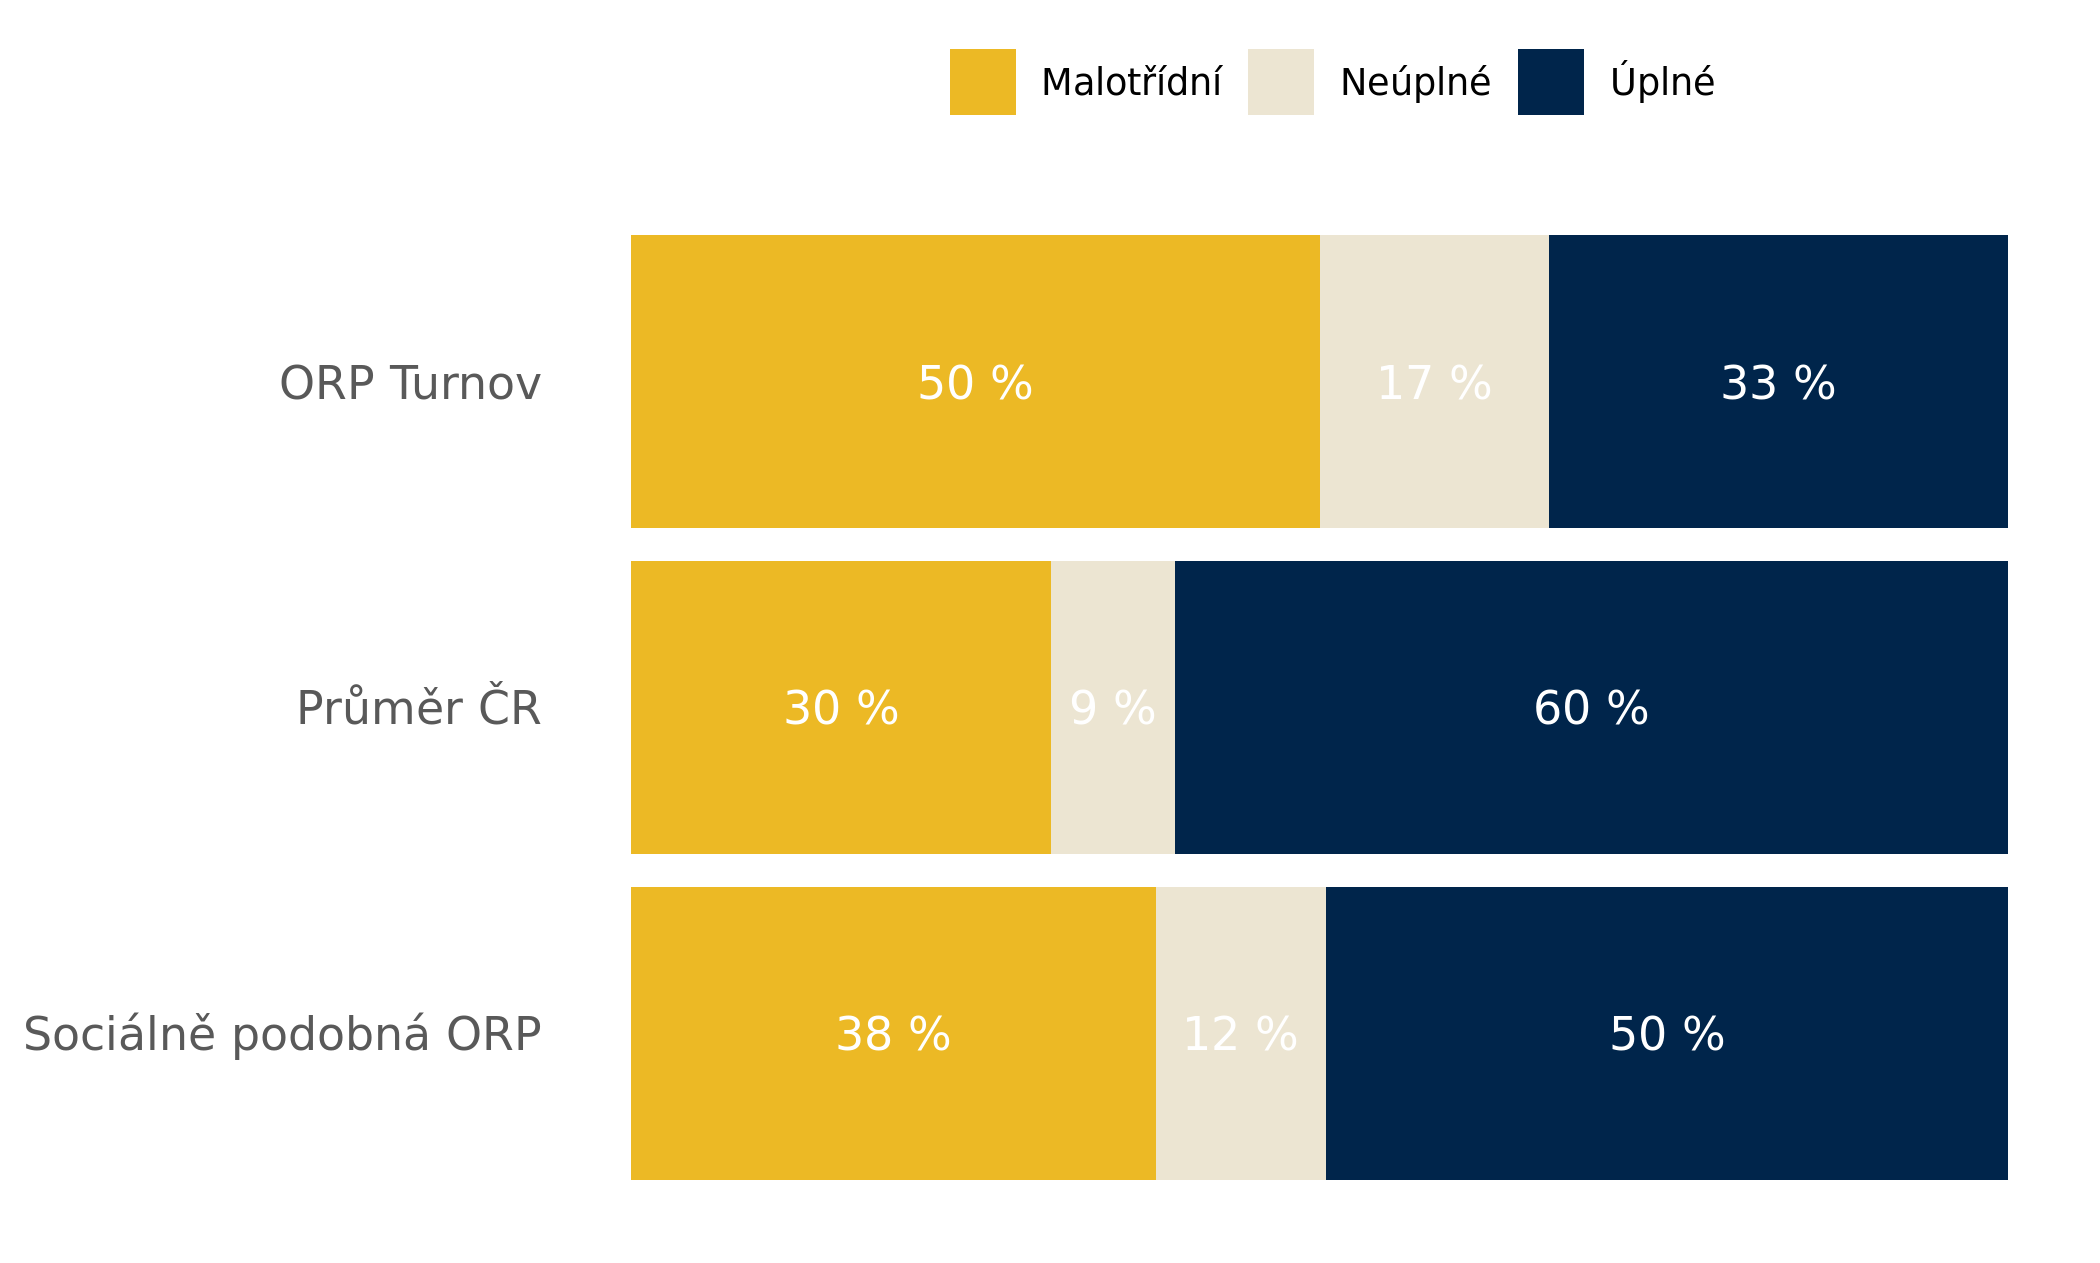 Malotřídní Neúplné Úplné
ORP Turnov 50 % 17 % 33 %
Průměr ČR 30 % 9 % 60 %
Sociálně podobná ORP 38 % 12 % 50 %